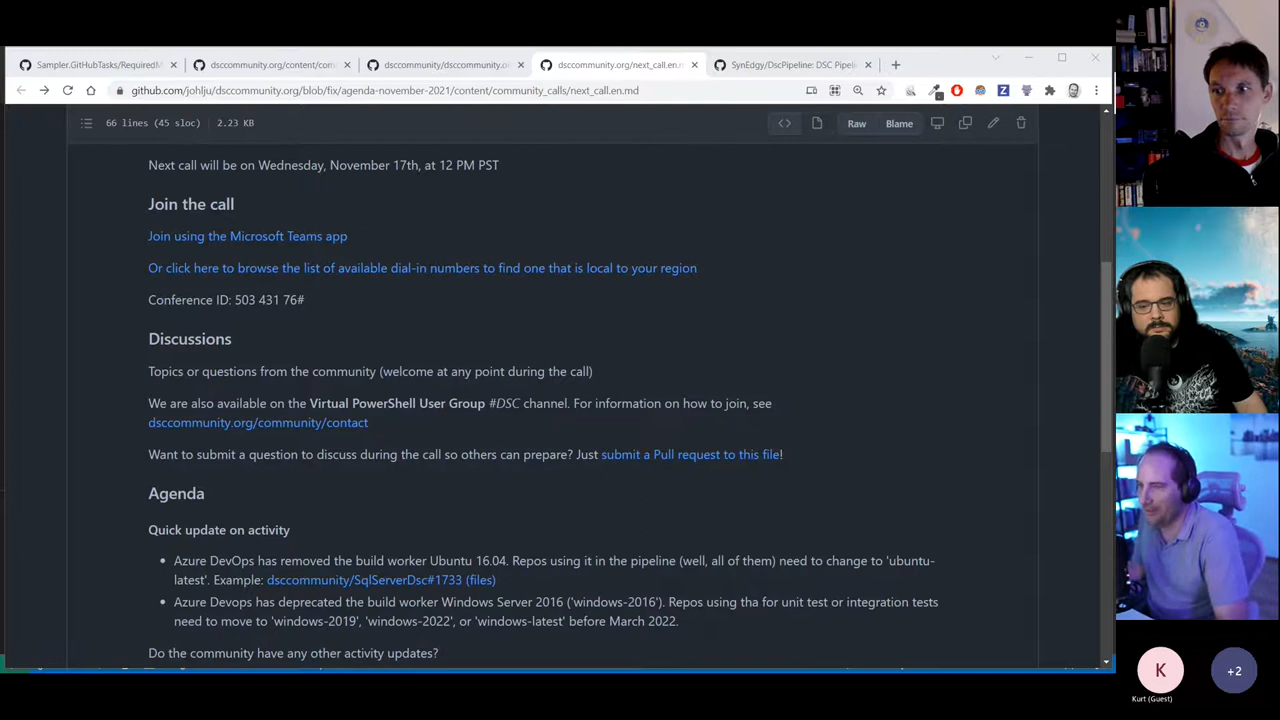 Sampler.GitHubTasks/RequiredM
dsccommunity.org/content/com
dsccommunity/dsccommunity.o
dsccommunity.org/next_call.en.m
SynEdgy/DscPipeline: DSC Pipel
github.com/johlju/dsccommunity.org/blob/fix/agenda-november-2021/content/community_calls/next_call.en.md
66 lines (45 sloc) 2.23 KB
Raw Blame
Next call will be on Wednesday, November 17th, at 12 PM PST
Join the call
Join using the Microsoft Teams app
Or click here to browse the list of available dial-in numbers to find one that is local to your region
Conference ID: 503 431 76#
Discussions
Topics or questions from the community (welcome at any point during the call)
We are also available on the Virtual PowerShell User Group #DSC channel. For information on how to join, see
dsccommunity.org/community/contact
Want to submit a question to discuss during the call so others can prepare? Just submit a Pull request to this file!
Agenda
Quick update on activity
Azure DevOps has removed the build worker Ubuntu 16.04. Repos using it in the pipeline (well, all of them) need to change to 'ubuntu-
latest'. Example: dsccommunity/SqlServerDsc#1733 (files)
Azure Devops has deprecated the build worker Windows Server 2016 ('windows-2016'). Repos using tha for unit test or integration tests
need to move to 'windows-2019', 'windows-2022', or 'windows-latest' before March 2022.
Do the community have any other activity updates?
K
Kurt (Guest)
+2